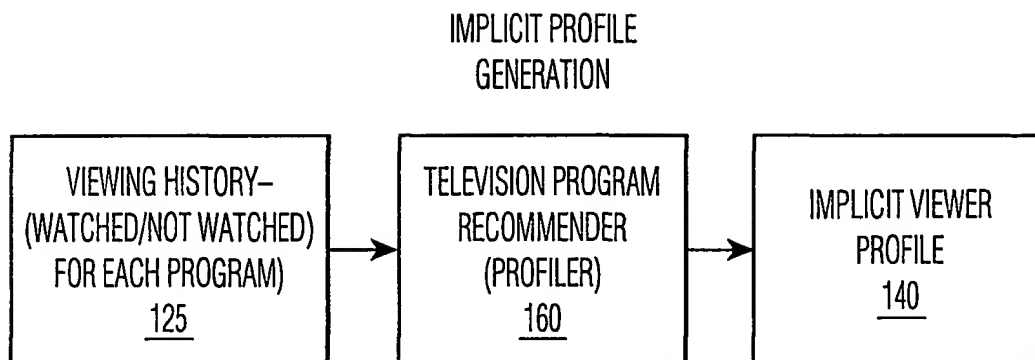 IMPLICIT PROFILE
GENERATION
VIEWING HISTORY–
(WATCHED/NOT WATCHED)
FOR EACH PROGRAM)
125
TELEVISION PROGRAM
RECOMMENDER
(PROFILER)
160
IMPLICIT VIEWER
PROFILE
140